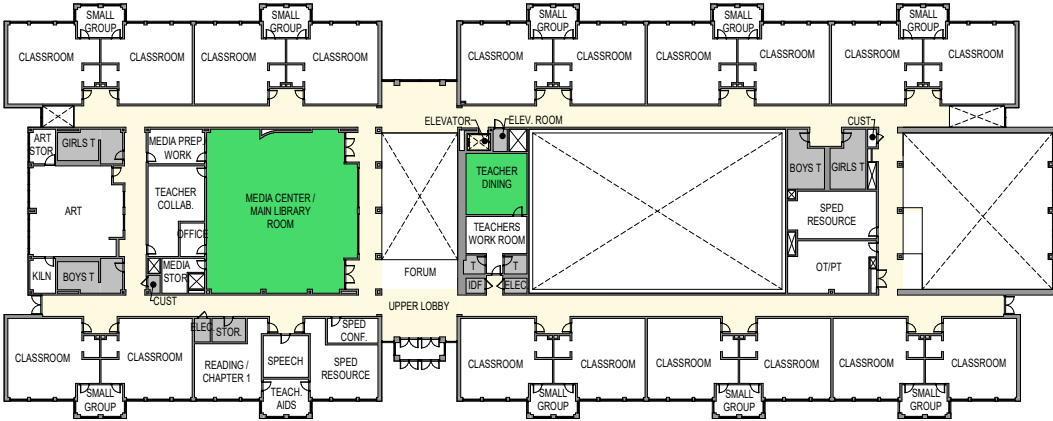 SMALL
GROUP
SMALL
GROUP
SMALL
GROUP
SMALL
GROUP
SMALL
GROUP
CLASSROOM
CLASSROOM
CLASSROOM
CLASSROOM
CLASSROOM
CLASSROOM
CLASSROOM
CLASSROOM
CLASSROOM
CLASSROOM
ELEVATOR
ELEV. ROOM
CUST
ART
STOR.
GIRLS T
MEDIA PREP.
WORK
TEACHER
COLLAB.
OFFICE
MEDIA CENTER /
MAIN LIBRARY
ROOM
TEACHER
DINING
BOYS T
GIRLS T
ART
TEACHERS
WORK ROOM
SPED
RESOURCE
KILN
BOYS T
MEDIA
STOR
FORUM
T
T
OT/PT
IDF
ELEC
CUST
UPPER LOBBY
ELEC
STOR.
SPED
CONF.
CLASSROOM
CLASSROOM
READING /
CHAPTER 1
SPEECH
SPED
RESOURCE
CLASSROOM
CLASSROOM
CLASSROOM
CLASSROOM
CLASSROOM
CLASSROOM
SMALL
GROUP
TEACH.
AIDS
SMALL
GROUP
SMALL
GROUP
SMALL
GROUP